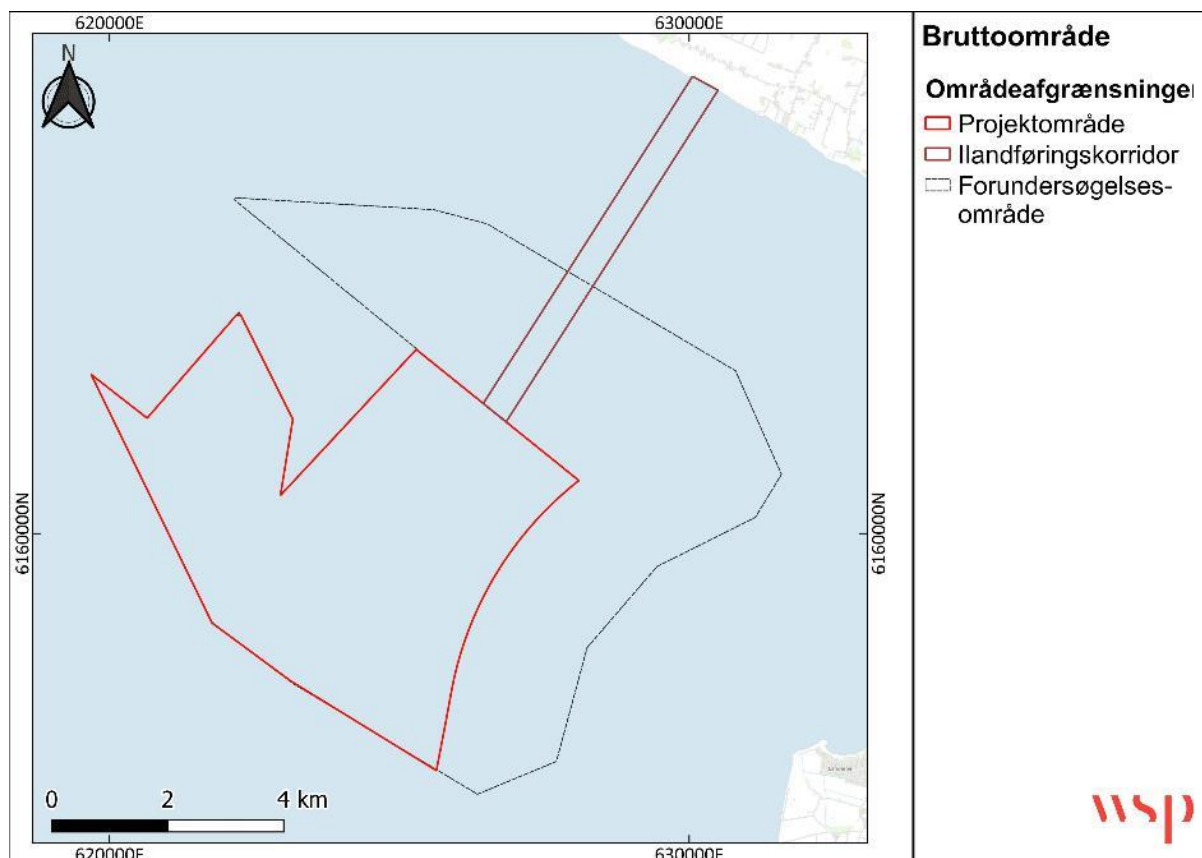 620000E
630000E
N
6160000N
6160000N
0 2 4 km
620000E
630000E
Bruttoområde
Områdeafgrænsninger
Projektområde
Ilandføringskorridor
Forundersøgelses-
område
wsp